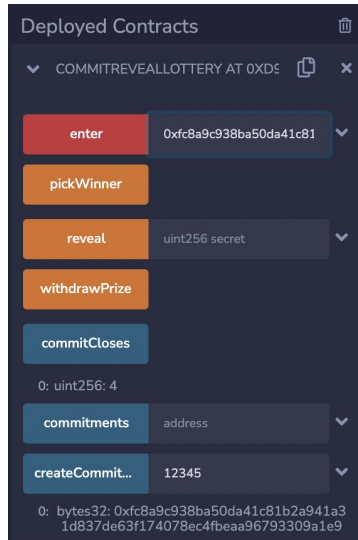 Deployed Contracts
COMMITREVEALLOTTERY AT 0XD9
enter 0xfc8a9c938ba50da41c81
pickWinner
reveal uint256 secret
withdrawPrize
commitCloses
0: uint256: 4
commitments address
createCommit... 12345
0: bytes32: 0xfc8a9c938ba50da41c81b2a941a3
1d837de63f174078ec4fbeaa96793309a1e9